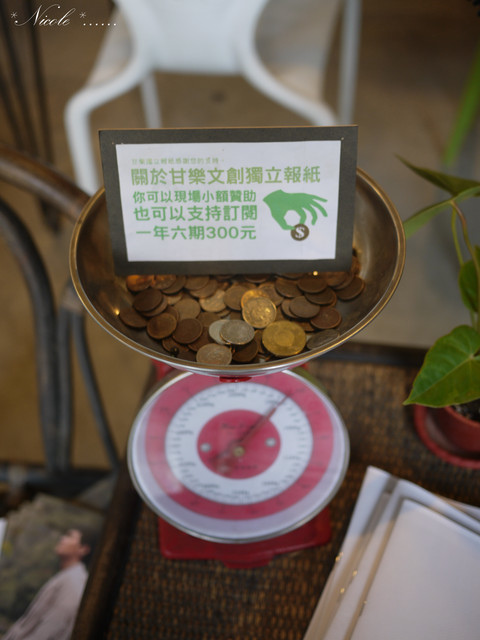 *Nicole *......
關於甘樂文創獨立報紙
你可以現場小額贊助
也可以支持訂閱
一年六期300元
$